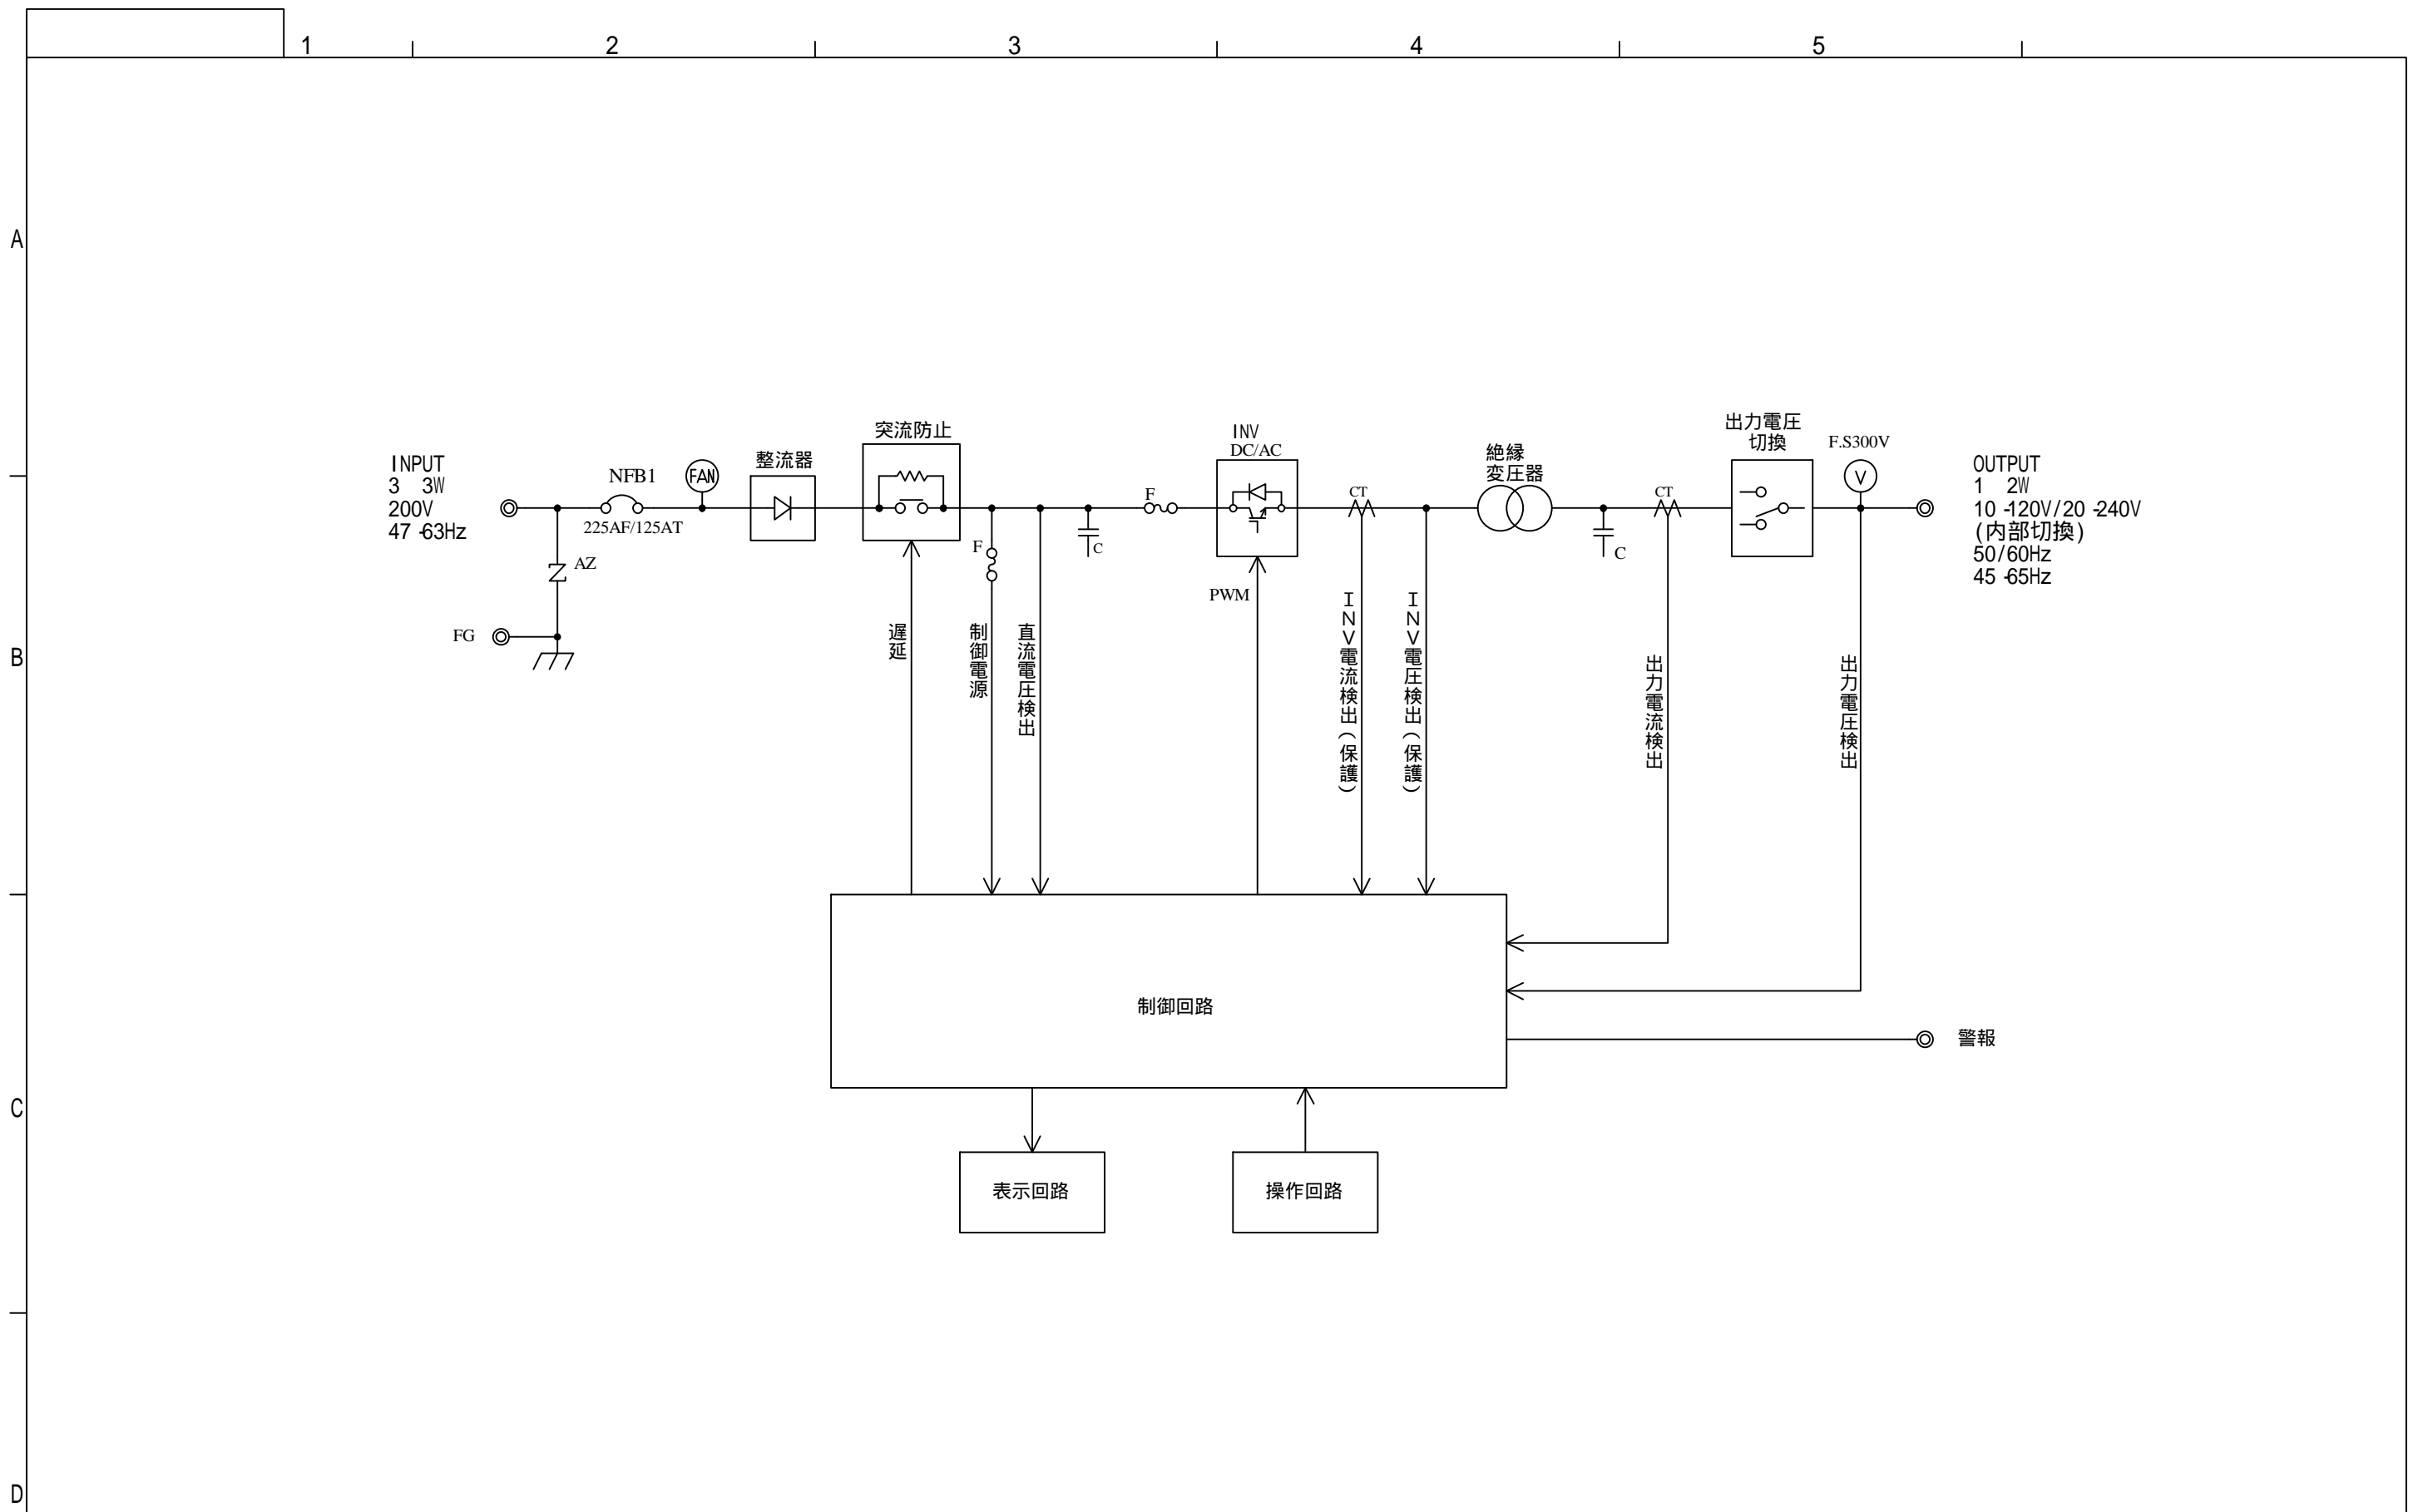 1
2
3
4
5
A
B
C
D
INPUT
3 3W
200V
47-63Hz
NFB1
225AF/125AT
FAN
AZ
FG
整流器
突流防止
F
C
F
INV
DC/AC
PWM
CT
絶縁
変圧器
C
CT
出力電圧
切換
F.S300V
V
OUTPUT
1 2W
10-120V/20-240V
(内部切換)
50/60Hz
45-65Hz
遅延
制御電源
直流電圧検出
INV電流検出(保護)
INV電圧検出(保護)
出力電流検出
出力電圧検出
制御回路
警報
表示回路
操作回路